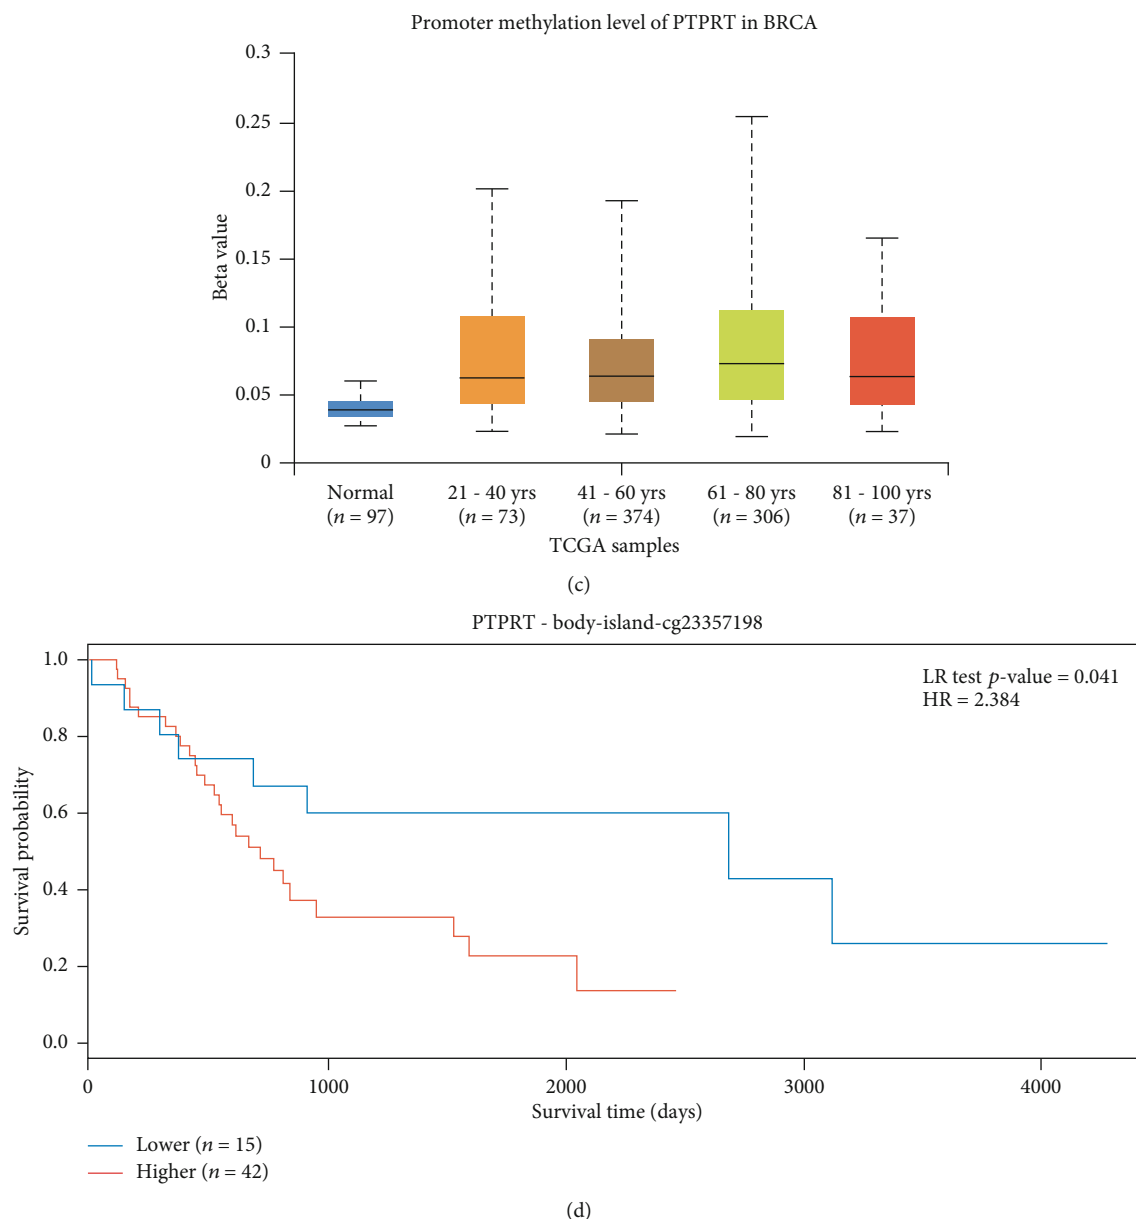 Promoter methylation level of PTPRT in BRCA
0.3
0.25
0.2
0.15
0.1
0.05
0
Beta value
Normal 21 - 40 yrs 41 - 60 yrs 61 - 80 yrs 81 - 100 yrs
(n = 97) (n = 73) (n = 374) (n = 306) (n = 37)
TCGA samples
(c)
PTPRT - body-island-cg23357198
LR test p-value = 0.041
HR = 2.384
1.0
0.8
0.6
0.4
0.2
0.0
Survival probability
0 1000 2000 3000 4000
Survival time (days)
Lower (n = 15)
Higher (n = 42)
(d)